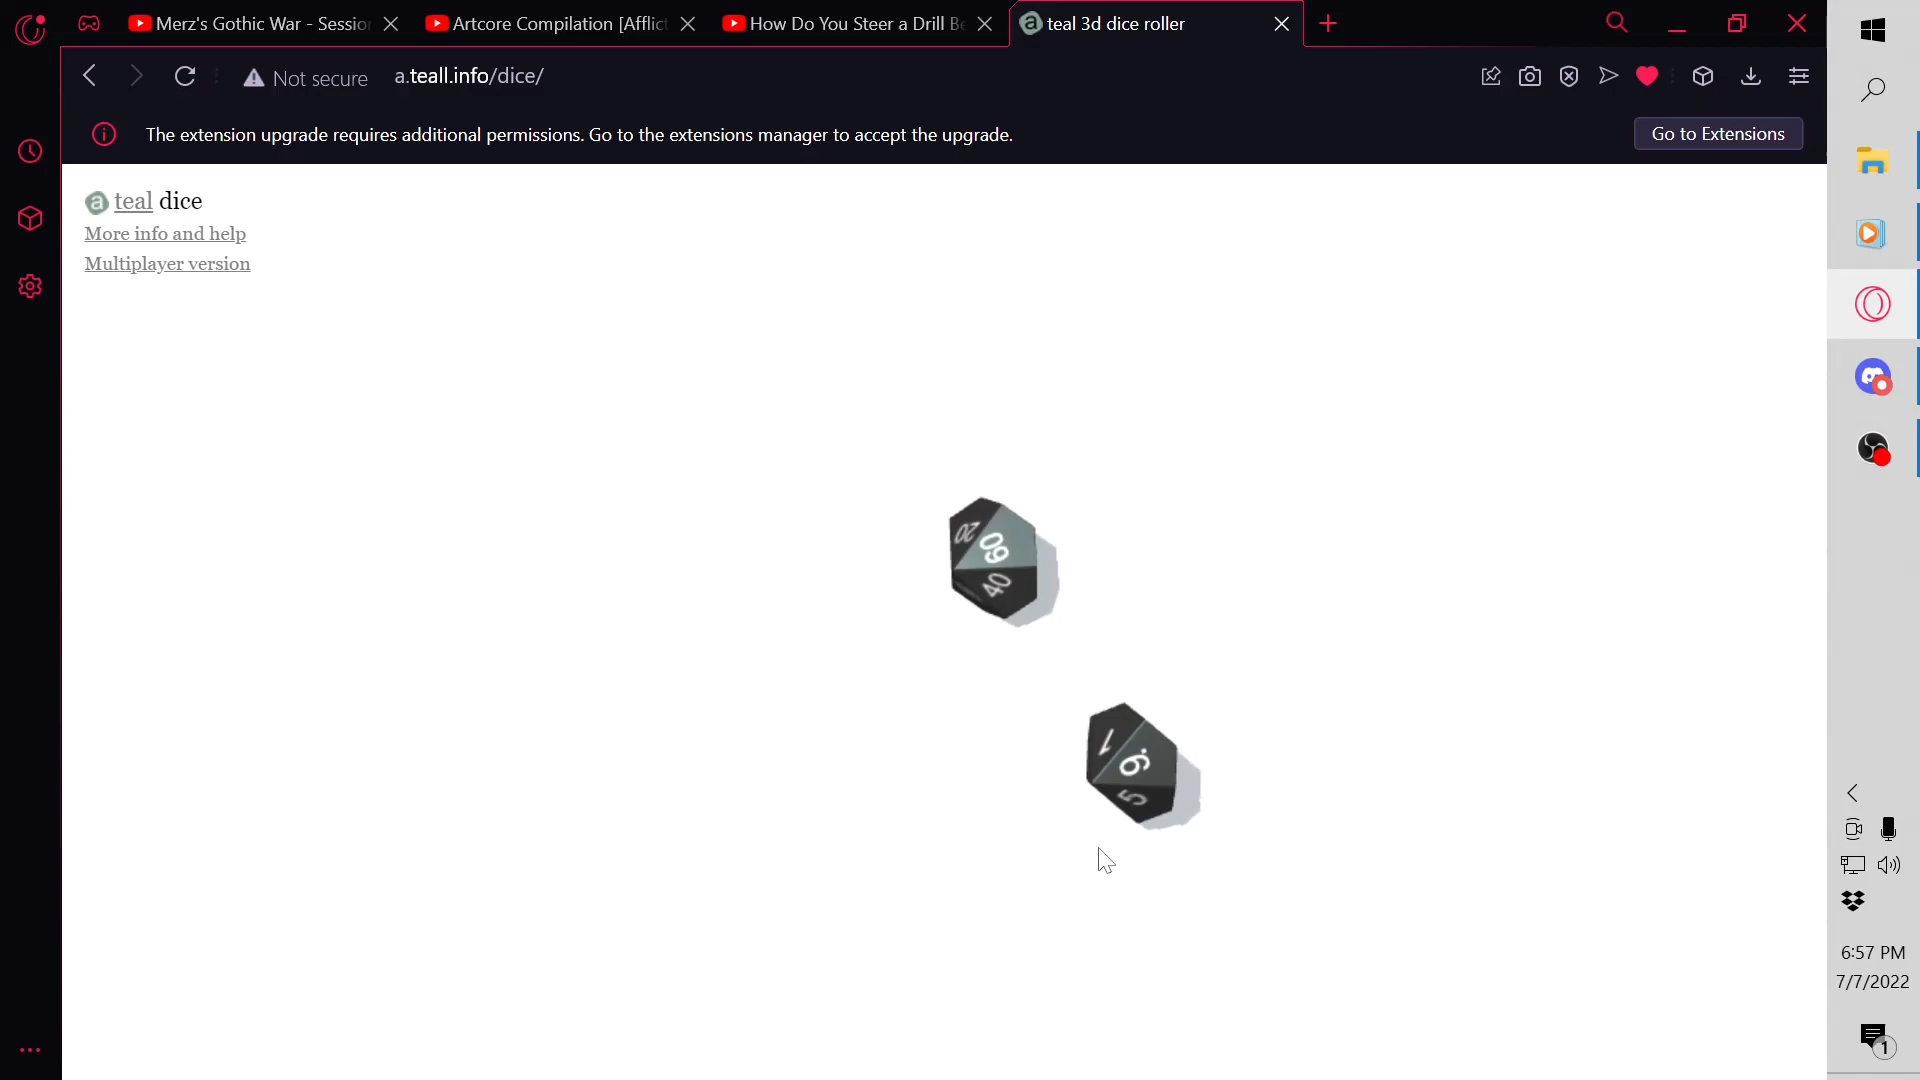 Merz's Gothic War - Sessio
Artcore Compilation [Afflict
How Do You Steer a Drill Be
a teal 3d dice roller
Not secure
a.teall.info/dice/
The extension upgrade requires additional permissions. Go to the extensions manager to accept the upgrade.
Go to Extensions
a teal dice
More info and help
Multiplayer version
20
60
40
1
6.
5
6:57 PM
7/7/2022
1